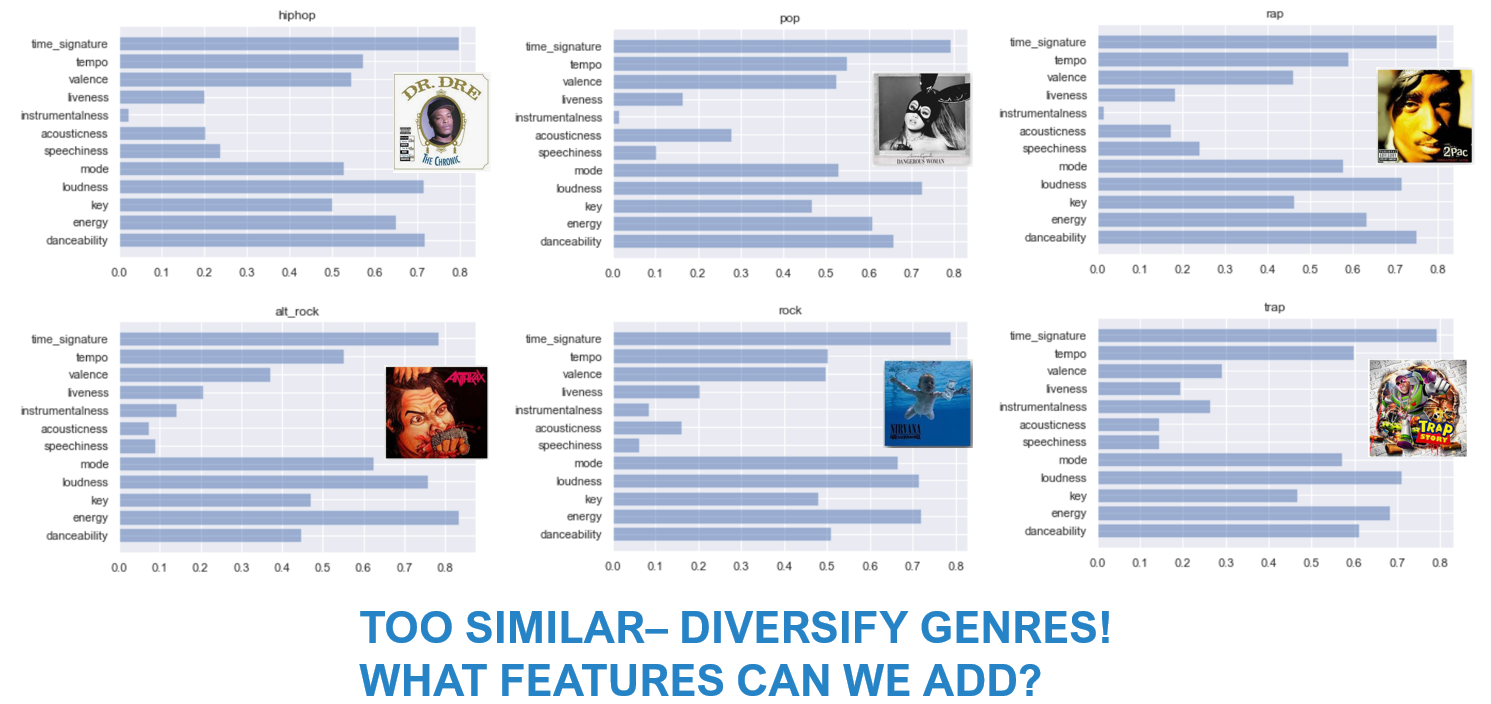 hiphop
time_signature
tempo
valence
liveness
instrumentalness
acousticness
speechiness
mode
loudness
key
energy
danceability
0.0 0.1 0.2 0.3 0.4 0.5 0.6 0.7 0.8
DR. DRE
THE CHRONIC
pop
time_signature
tempo
valence
liveness
instrumentalness
acousticness
speechiness
mode
loudness
key
energy
danceability
0.0 0.1 0.2 0.3 0.4 0.5 0.6 0.7 0.8
DANGEROUS WOMAN
rap
time_signature
tempo
valence
liveness
instrumentalness
acousticness
speechiness
mode
loudness
key
energy
danceability
0.0 0.1 0.2 0.3 0.4 0.5 0.6 0.7 0.8
2Pac
alt_rock
time_signature
tempo
valence
liveness
instrumentalness
acousticness
speechiness
mode
loudness
key
energy
danceability
0.0 0.1 0.2 0.3 0.4 0.5 0.6 0.7 0.8
ANTHRAX
rock
time_signature
tempo
valence
liveness
instrumentalness
acousticness
speechiness
mode
loudness
key
energy
danceability
0.0 0.1 0.2 0.3 0.4 0.5 0.6 0.7 0.8
NIRVANA
trap
time_signature
tempo
valence
liveness
instrumentalness
acousticness
speechiness
mode
loudness
key
energy
danceability
0.0 0.1 0.2 0.3 0.4 0.5 0.6 0.7 0.8
TRAP
STORY
TOO SIMILAR– DIVERSIFY GENRES!
WHAT FEATURES CAN WE ADD?